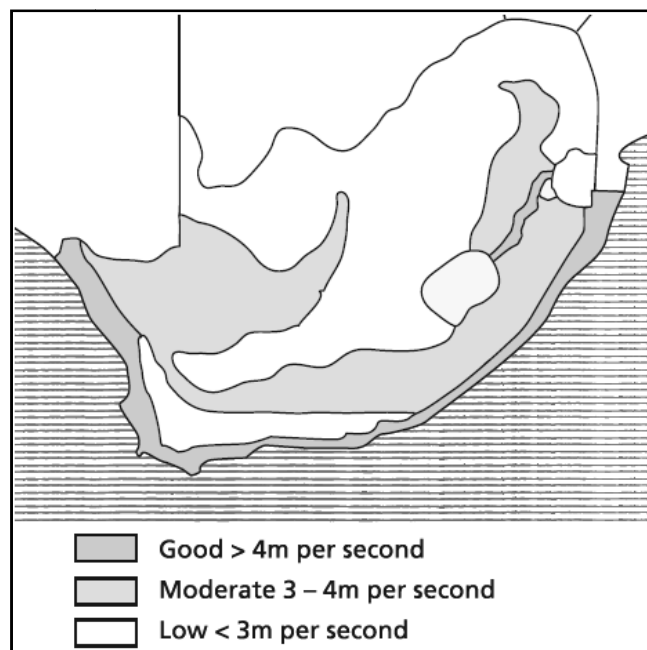 Good > 4m per second
Moderate 3 – 4m per second
Low < 3m per second